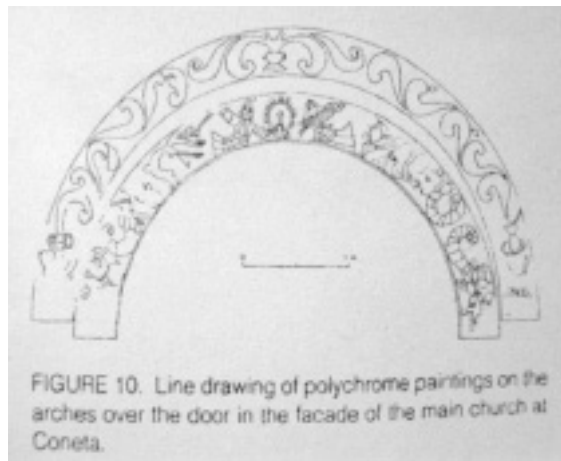 FIGURE 10. Line drawing of polychrome paintings on the
arches over the door in the facade of the main church at
Coneta.